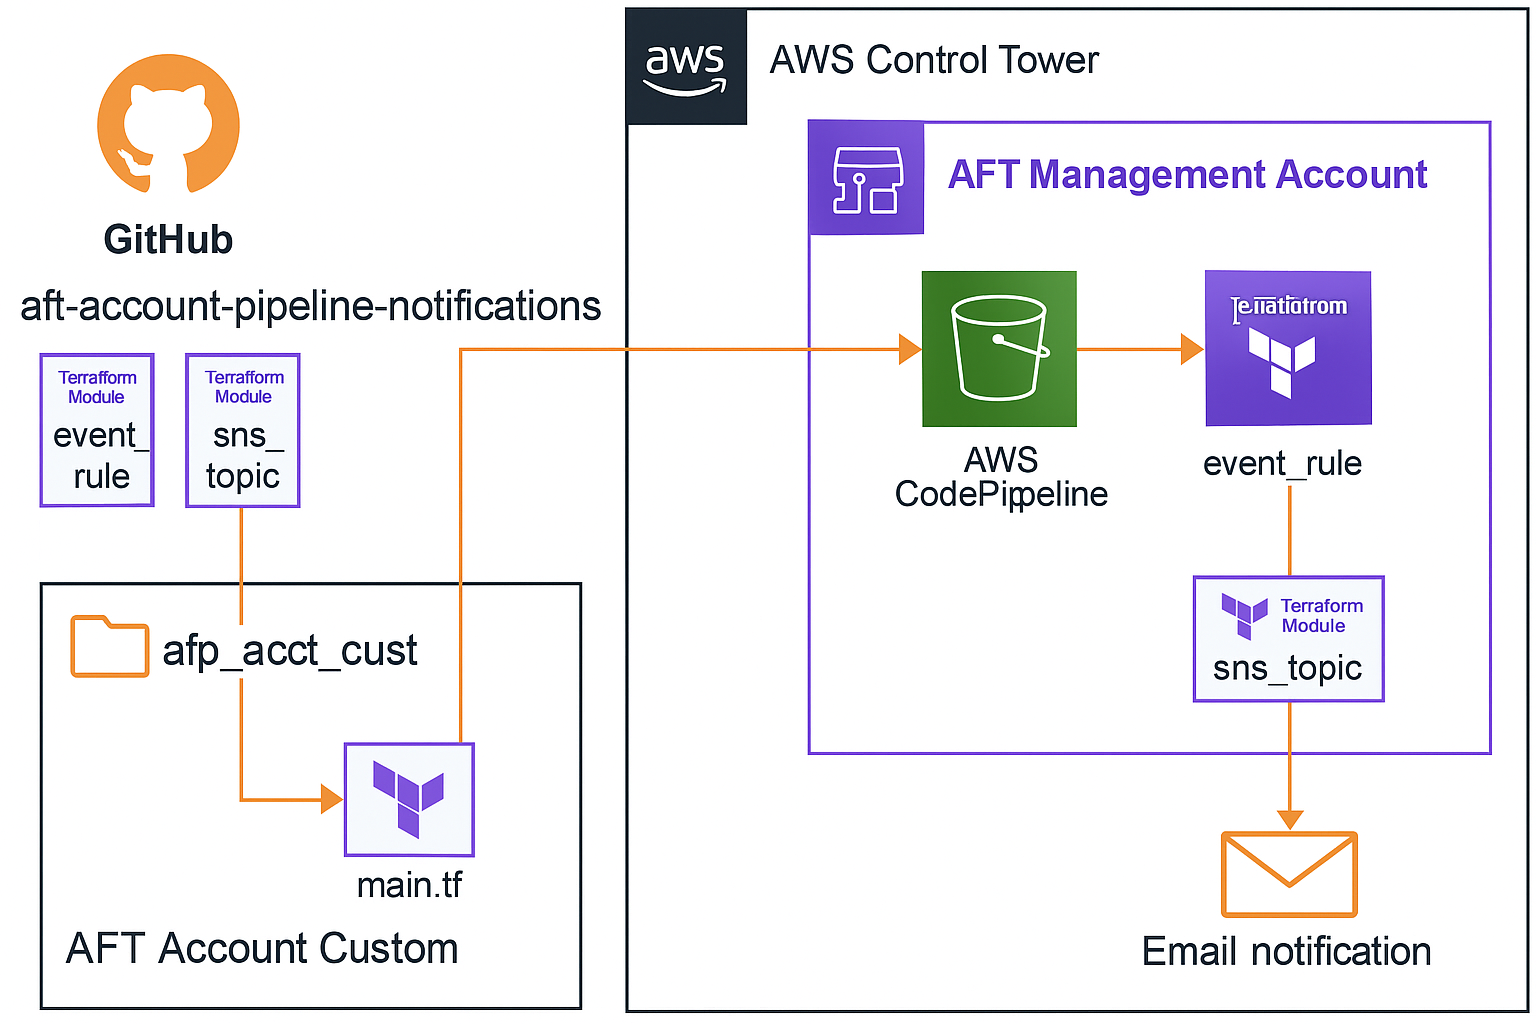 GitHub
aft-account-pipeline-notifications
Terrafform
Module
event_
rule
Terrafform
Module
sns_
topic
afp_acct_cust
main.tf
AFT Account Custom
aws
AWS Control Tower
AFT Management Account
AWS
CodePipeline
event_rule
Terraform
Module
sns_topic
Email notification